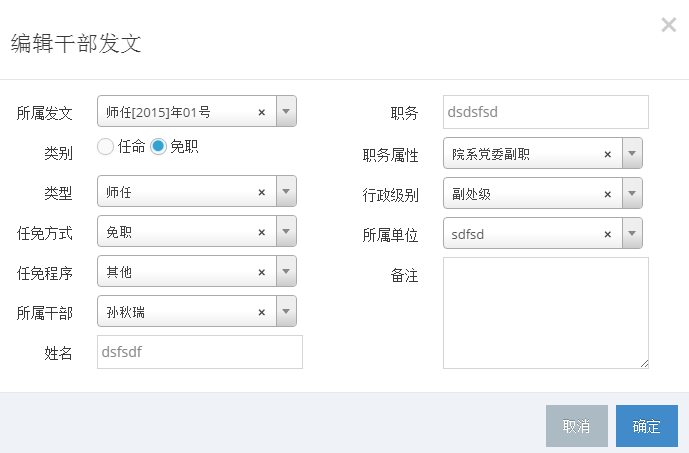 编辑干部发文
×
所属发文 师任[2015]年01号 ×
类别 任命 免职
类型 师任 ×
任免方式 免职 ×
任免程序 其他 ×
所属干部 孙秋瑞 ×
姓名 dsfsdf
职务 dsdsfsd
职务属性 院系党委副职 ×
行政级别 副处级 ×
所属单位 sdfsd ×
备注
取消 确定